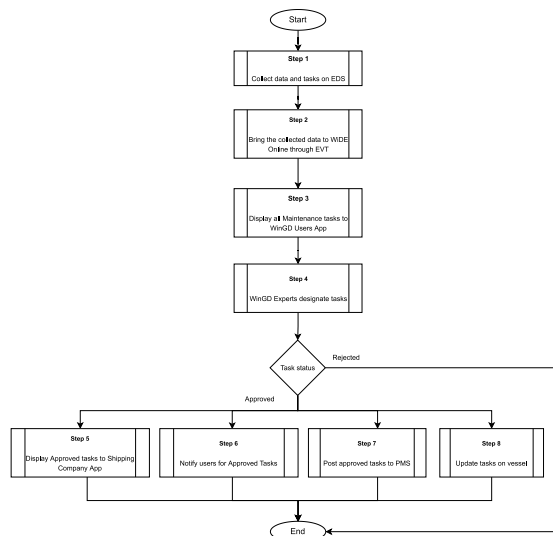 Start
Step 1
Collect data and tasks on EDS
Step 2
Bring the collected data to WiDE
Online through EVT
Step 3
Display all Maintenance tasks to
WinGD Users App
Step 4
WinGD Experts designate tasks
Task status
Rejected
Approved
Step 5
Display Approved tasks to Shipping
Company App
Step 6
Notify users for Approved Tasks
Step 7
Post approved tasks to PMS
Step 8
Update tasks on vessel
End